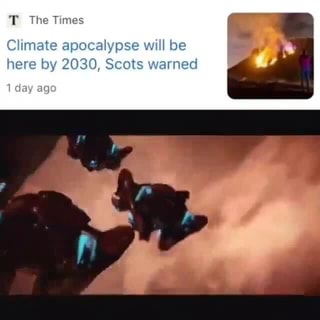 T The Times
Climate apocalypse will be
here by 2030, Scots warned
1 day ago